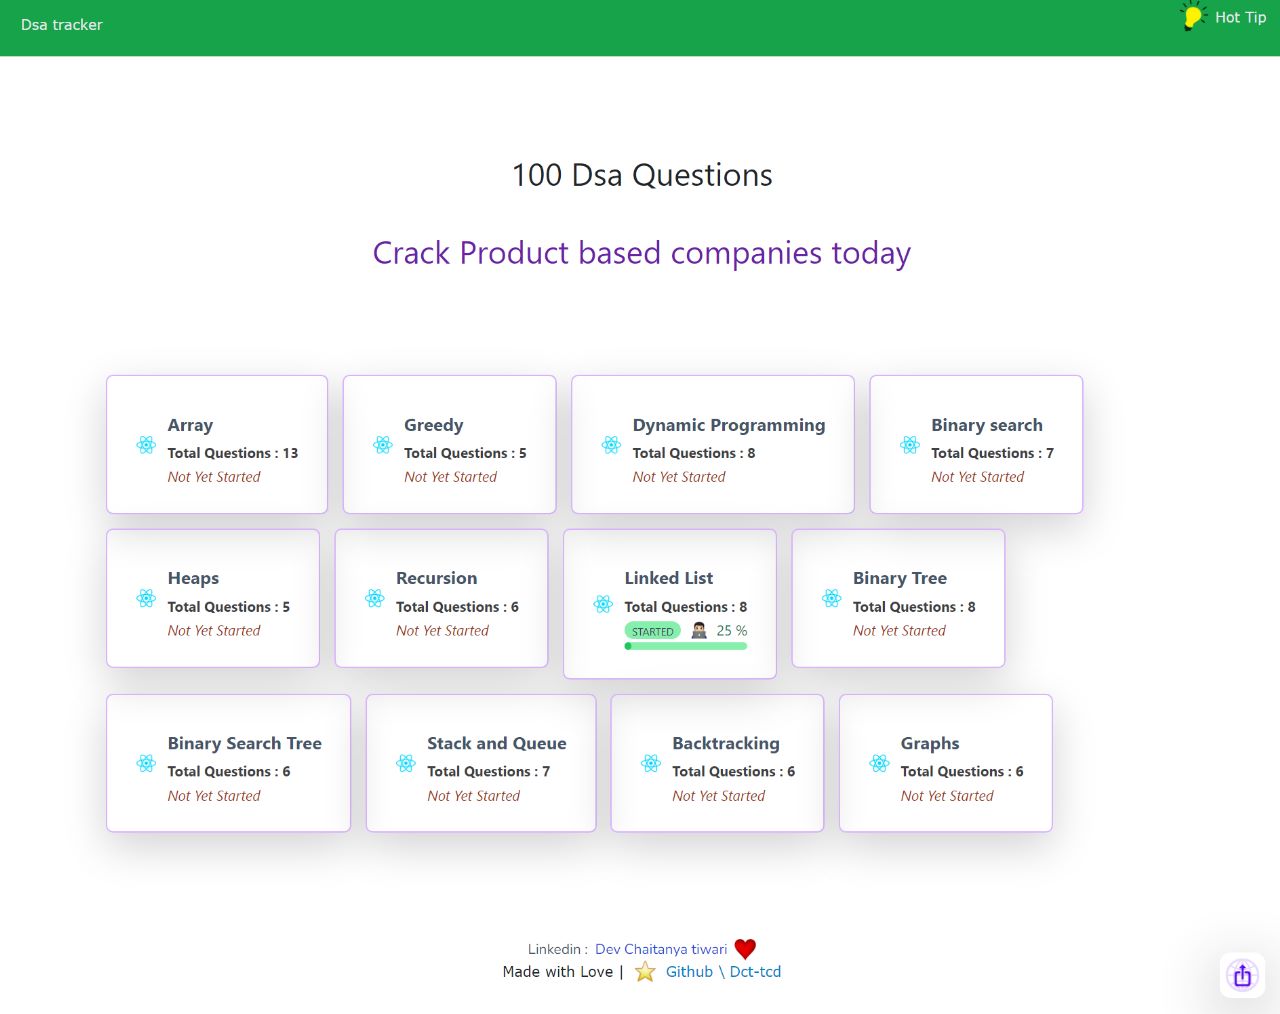 Dsa tracker
Hot Tip
100 Dsa Questions
Crack Product based companies today
Array
Total Questions : 13
Not Yet Started
Greedy
Total Questions : 5
Not Yet Started
Dynamic Programming
Total Questions : 8
Not Yet Started
Binary search
Total Questions : 7
Not Yet Started
Heaps
Total Questions : 5
Not Yet Started
Recursion
Total Questions : 6
Not Yet Started
Linked List
Total Questions : 8
STARTED 25 %
Binary Tree
Total Questions : 8
Not Yet Started
Binary Search Tree
Total Questions : 6
Not Yet Started
Stack and Queue
Total Questions : 7
Not Yet Started
Backtracking
Total Questions : 6
Not Yet Started
Graphs
Total Questions : 6
Not Yet Started
Linkedin : Dev Chaitanya tiwari
Made with Love | Github \ Dct-tcd